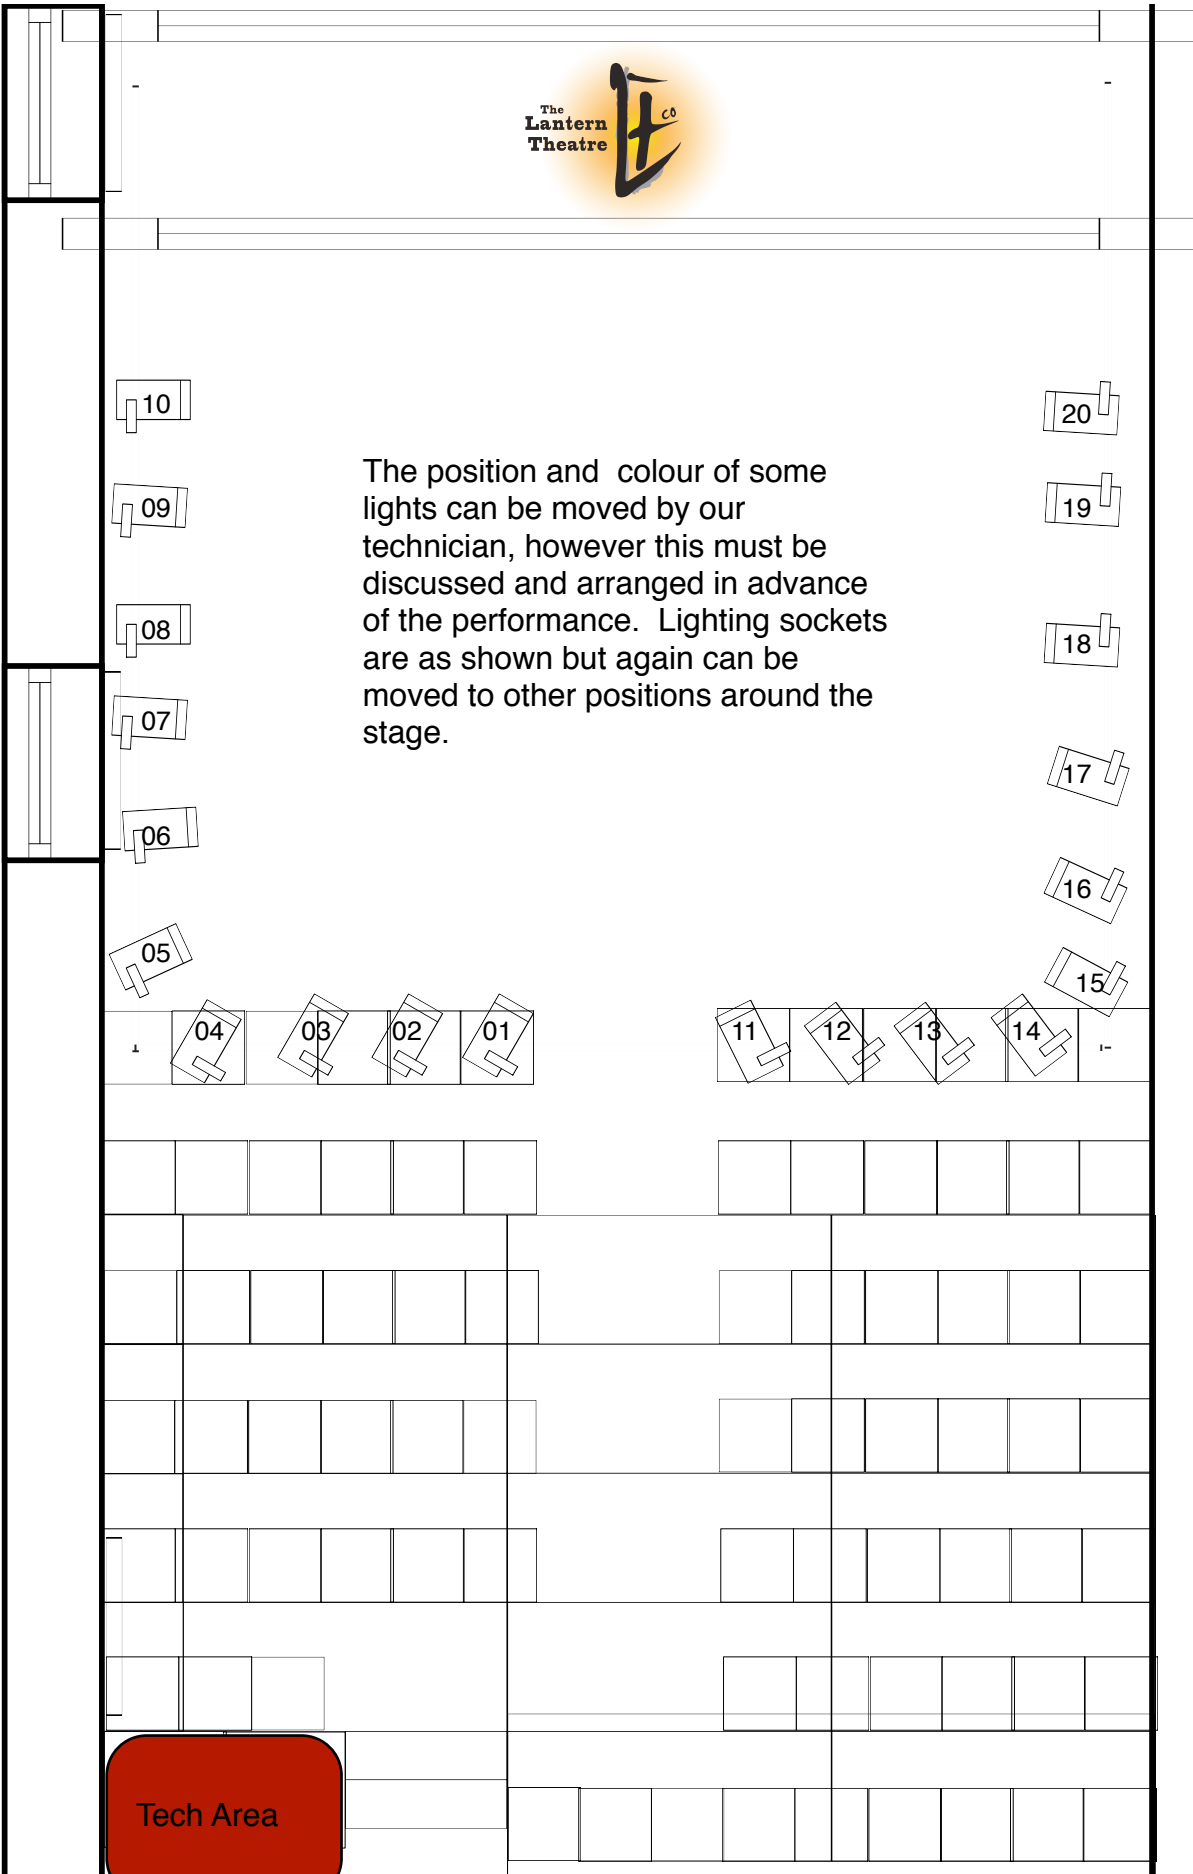 The
Lantern
Theatre
Lt
co
10
20
The position and  colour of some
lights can be moved by our
technician, however this must be
discussed and arranged in advance
of the performance.  Lighting sockets
are as shown but again can be
moved to other positions around the
stage.
09
19
08
18
07
17
06
16
05
15
04
03
02
01
11
12
13
14
Tech Area